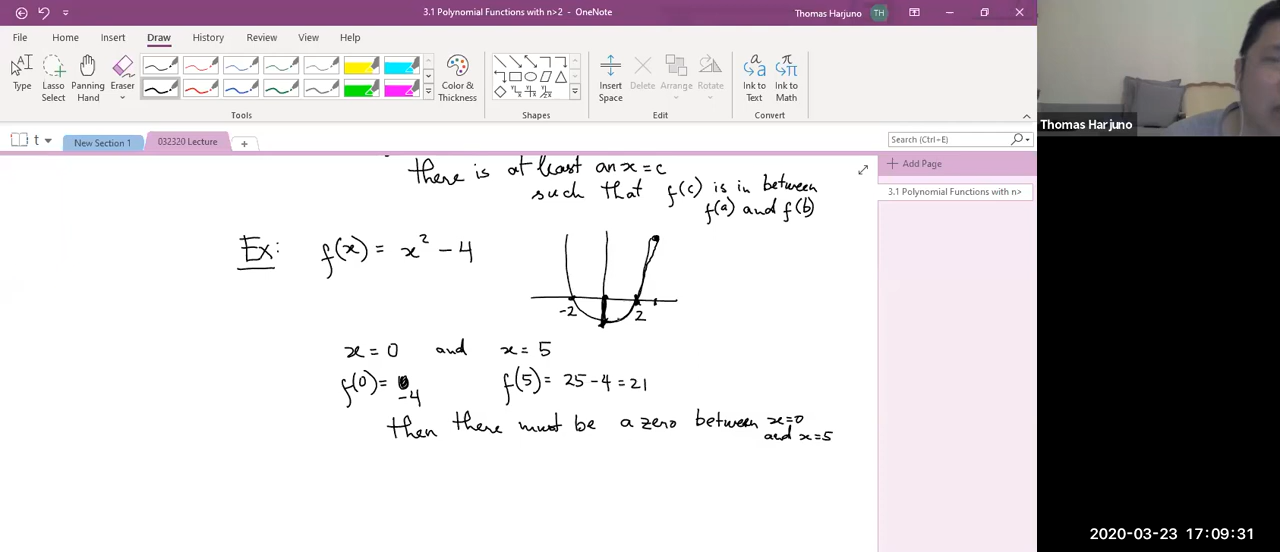 3.1 Polynomial Functions with n>2 - OneNote
Thomas Harjuno TH
File Home Insert Draw History Review View Help
Type Lasso Select Panning Hand Eraser
Color & Thickness
Insert Space Delete Arrange Rotate
Ink to Text Ink to Math
Tools Shapes Edit Convert
t New Section 1 032320 Lecture
Search (Ctrl+E)
Thomas Harjuno
Add Page
3.1 Polynomial Functions with n>
there is at least an x = c
such that f(c) is in between
f(a) and f(b)
Ex: f(x) = x² - 4
-2 2
x = 0 and x = 5
f(0) = -4 f(5) = 25 - 4 = 21
then there must be a zero between x=0
and x=5
2020-03-23 17:09:31